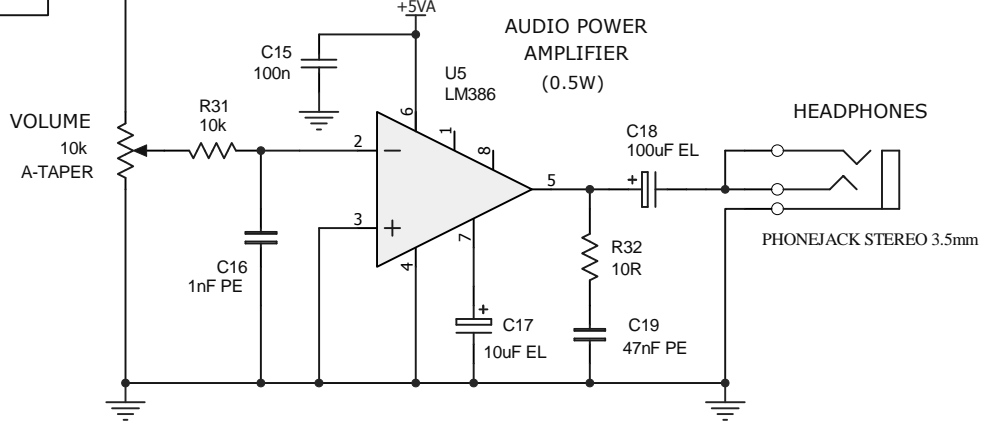 +5VA
AUDIO POWER
AMPLIFIER
(0.5W)
C15
100n
U5
LM386
6
R31
10k
VOLUME
10k
A-TAPER
2
−
1
8
C18
100uF EL
+
HEADPHONES
5
3
+
4
7
PHONEJACK STEREO 3.5mm
C16
1nF PE
R32
10R
+
C17
10uF EL
C19
47nF PE